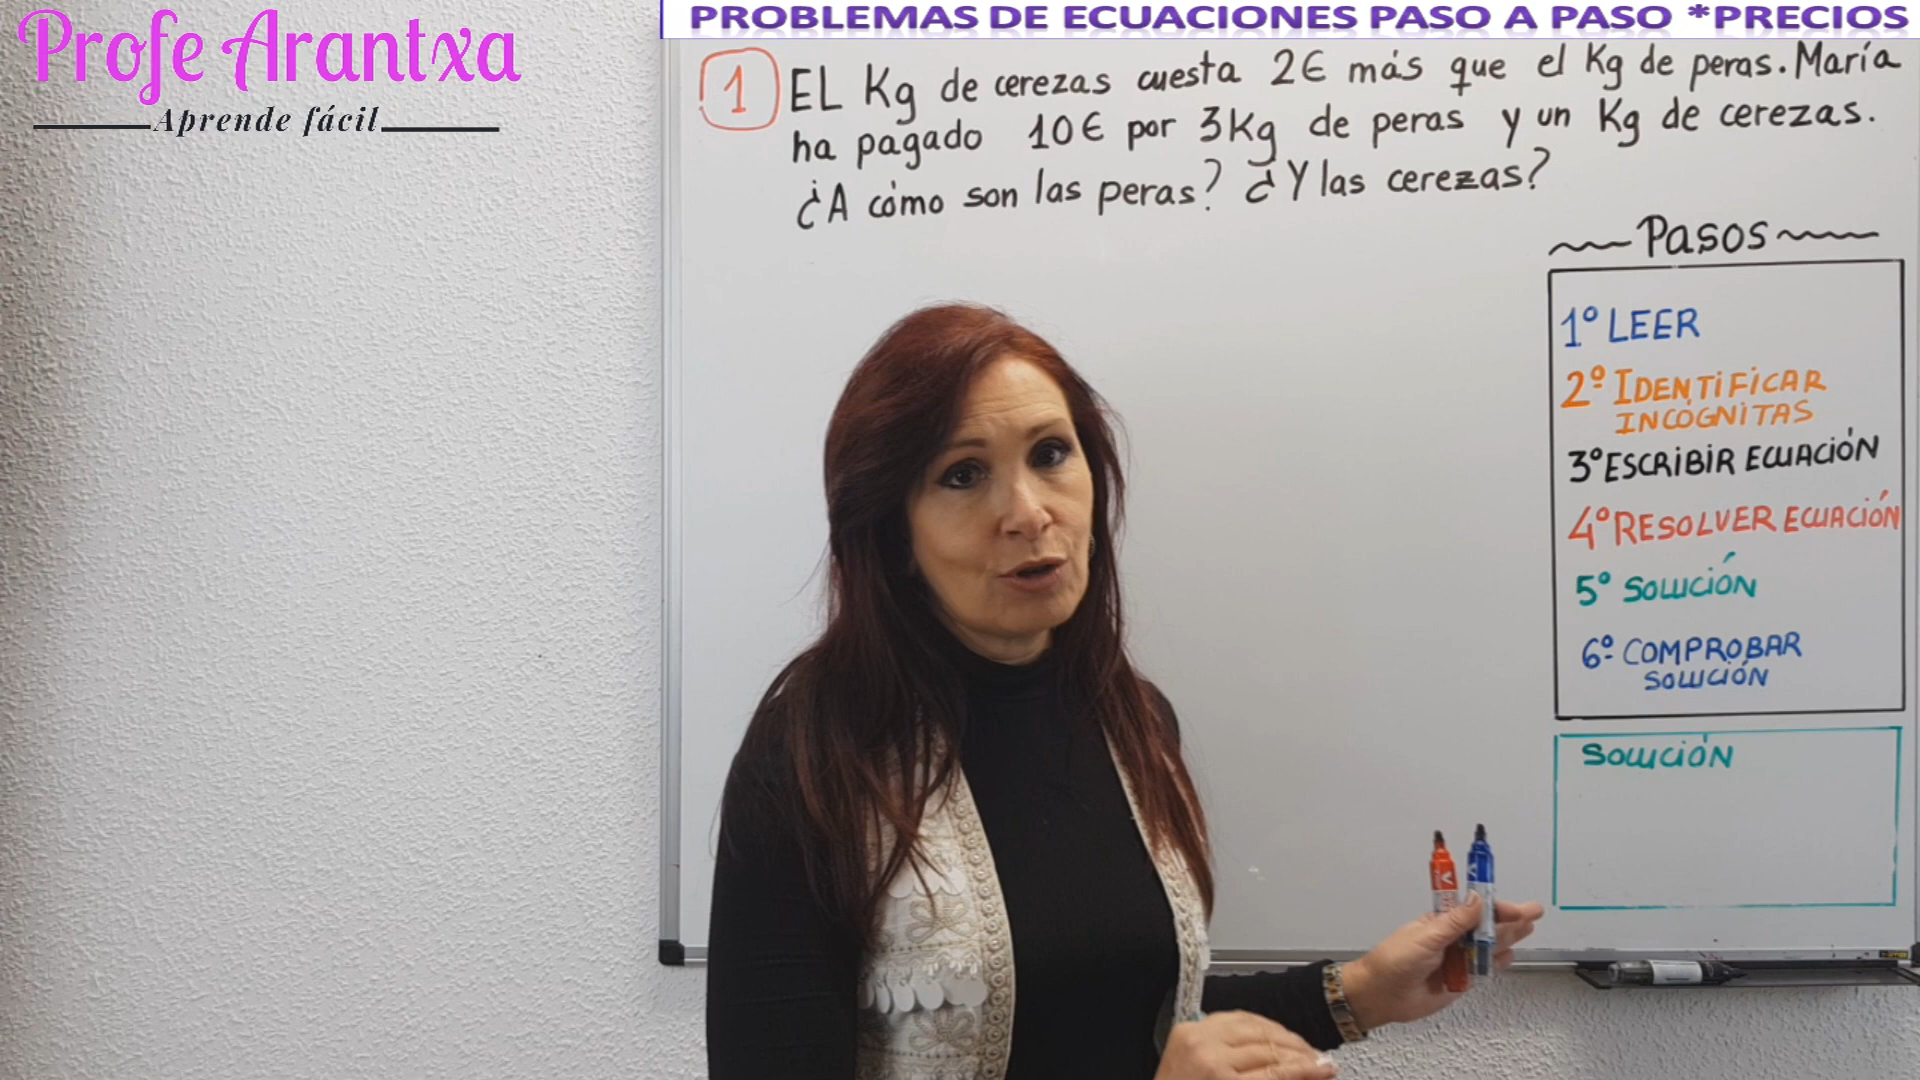 Profe Arantxa
Aprende fácil
PROBLEMAS DE ECUACIONES PASO A PASO *PRECIOS
1 EL Kg de cerezas cuesta 2€ más que el Kg de peras. María
ha pagado 10€ por 3Kg de peras y un Kg de cerezas.
¿A cómo son las peras? ¿Y las cerezas?
Pasos
1º LEER
2º IDENTIFICAR
INCÓGNITAS
3º ESCRIBIR ECUACIÓN
4º RESOLVER ECUACIÓN
5º SOLUCIÓN
6º COMPROBAR
SOLUCIÓN
SOLUCIÓN